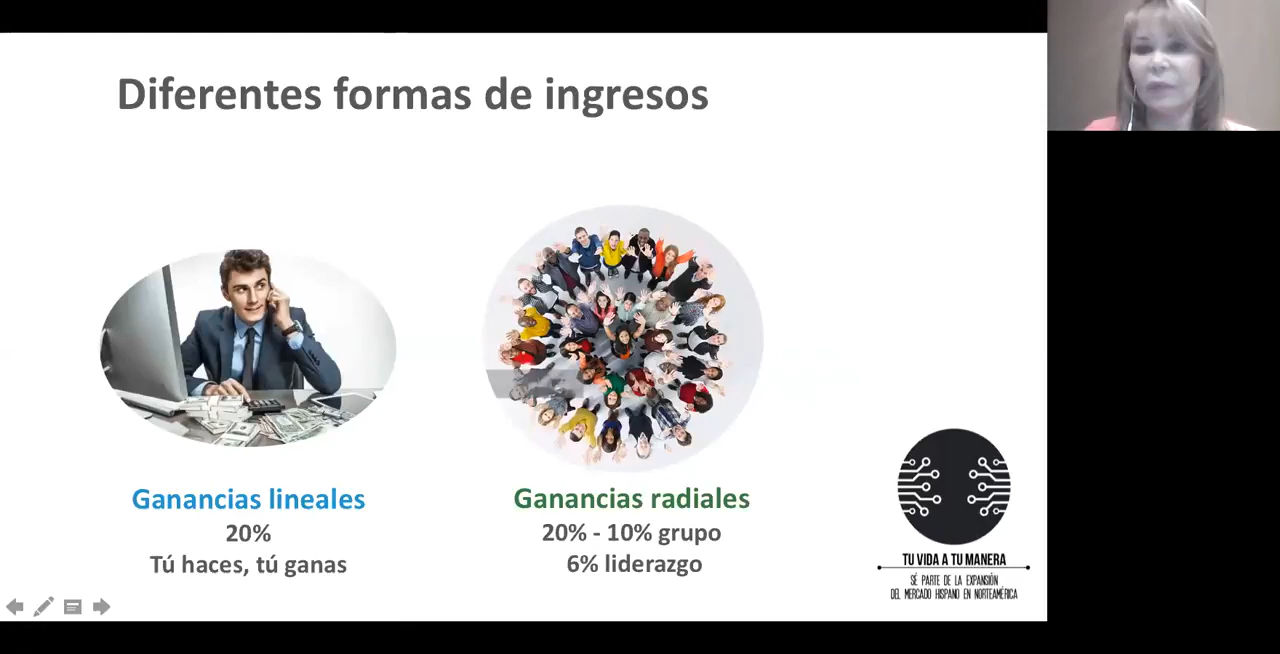 Diferentes formas de ingresos
Ganancias lineales
20%
Tú haces, tú ganas
Ganancias radiales
20% - 10% grupo
6% liderazgo
TU VIDA A TU MANERA
SÉ PARTE DE LA EXPANSIÓN
DEL MERCADO HISPANO EN NORTEAMÉRICA